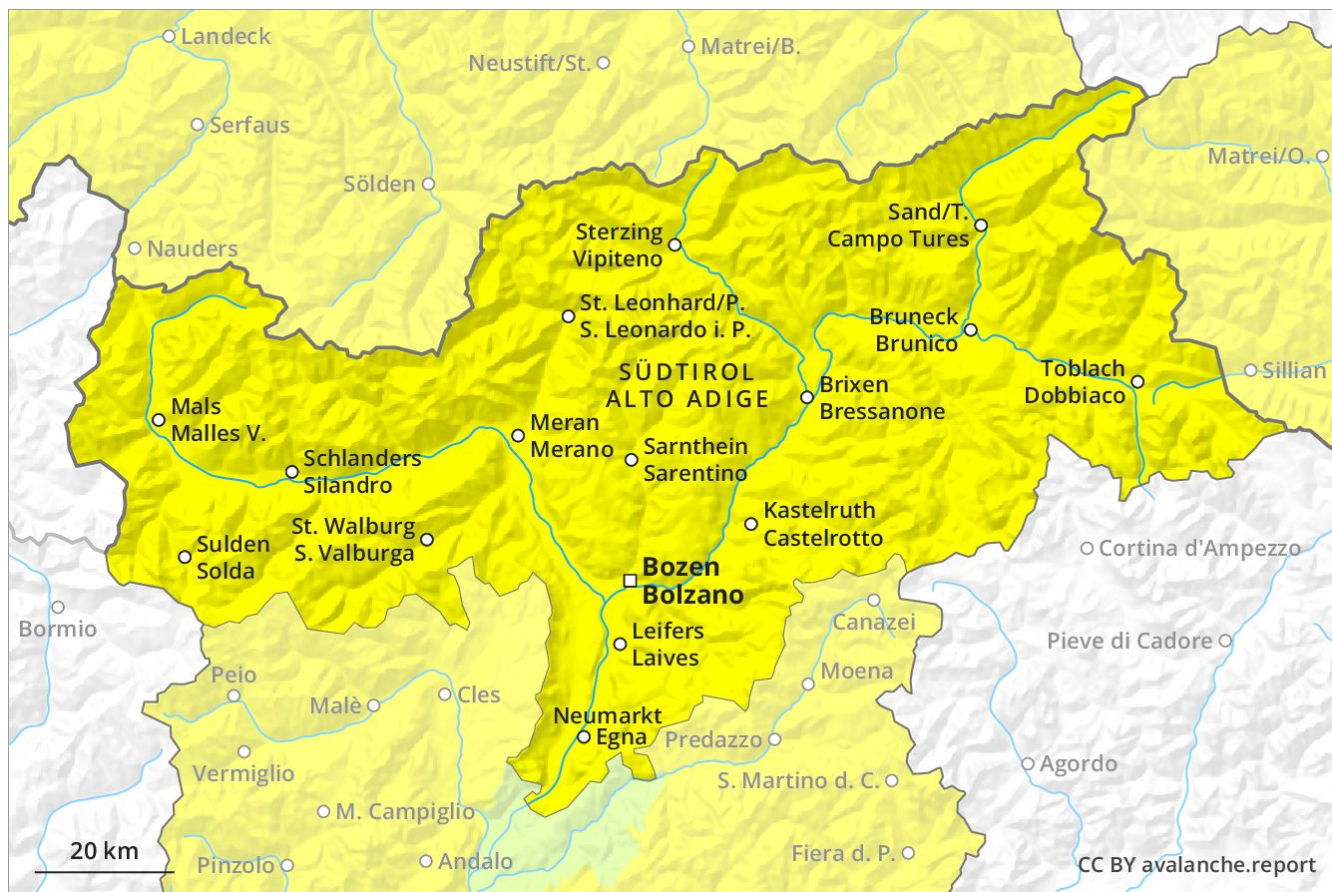 Landeck
Neustift/St.
Matrei/B.
Serfaus
Matrei/O.
Sölden
Nauders
Sterzing
Vipiteno
Sand/T.
Campo Tures
St. Leonhard/P.
S. Leonardo i. P.
Bruneck
Brunico
SÜDTIROL
ALTO ADIGE
Toblach
Dobbiaco
Sillian
Mals
Malles V.
Brixen
Bressanone
Meran
Merano
Schlanders
Silandro
Sarnthein
Sarentino
St. Walburg
S. Valburga
Kastelruth
Castelrotto
Sulden
Solda
Cortina d'Ampezzo
Bozen
Bolzano
Bormio
Leifers
Laives
Canazei
Pieve di Cadore
Peio
Malè
Cles
Moena
Neumarkt
Egna
Predazzo
Vermiglio
Agordo
S. Martino d. C.
M. Campiglio
20 km
Pinzolo
Andalo
Fiera d. P.
CC BY avalanche.report